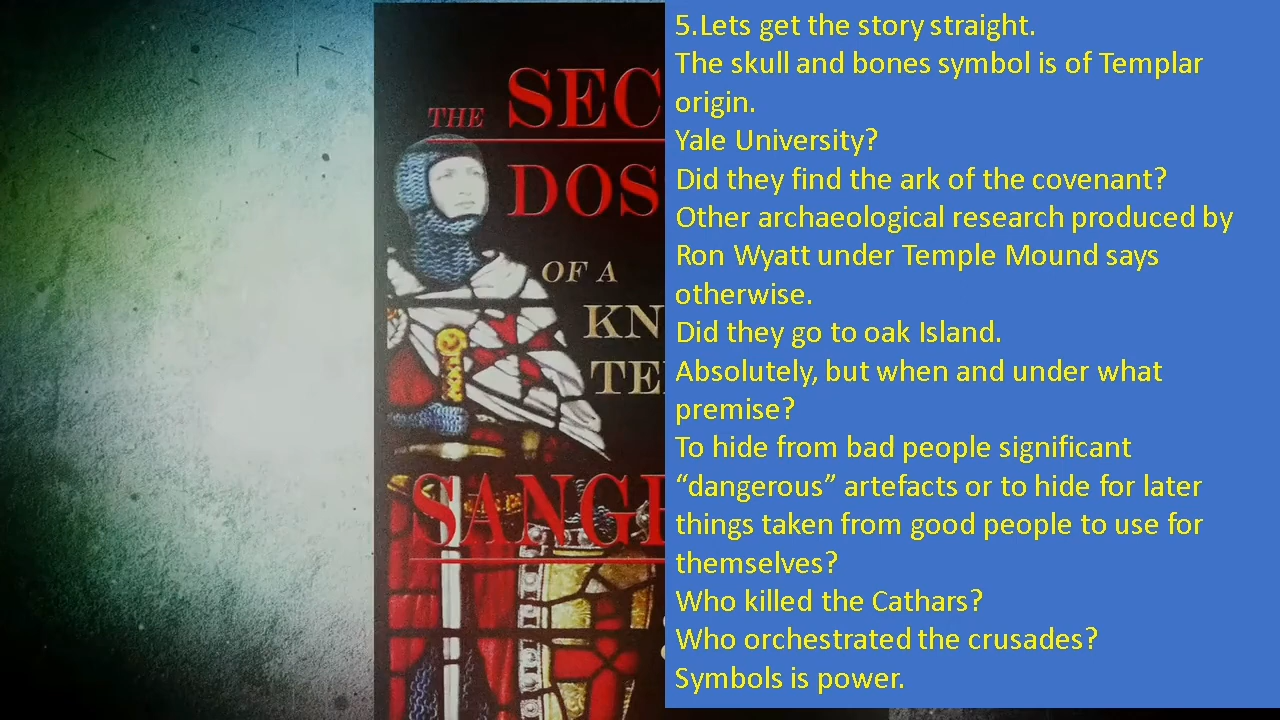 THE SEC
DOS
OF A
KN
TE
SANG
5.Lets get the story straight.
The skull and bones symbol is of Templar
origin.
Yale University?
Did they find the ark of the covenant?
Other archaeological research produced by
Ron Wyatt under Temple Mound says
otherwise.
Did they go to oak Island.
Absolutely, but when and under what
premise?
To hide from bad people significant
“dangerous” artefacts or to hide for later
things taken from good people to use for
themselves?
Who killed the Cathars?
Who orchestrated the crusades?
Symbols is power.